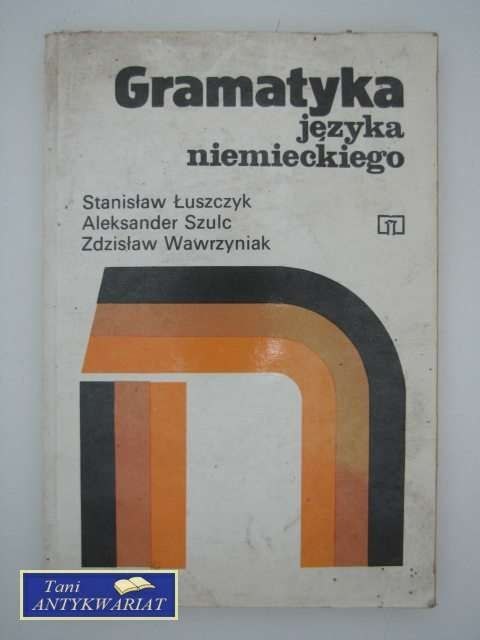 Gramatyka
języka
niemieckiego
Stanisław Łuszczyk
Aleksander Szulc
Zdzisław Wawrzyniak
Tani
ANTYKWARIAT